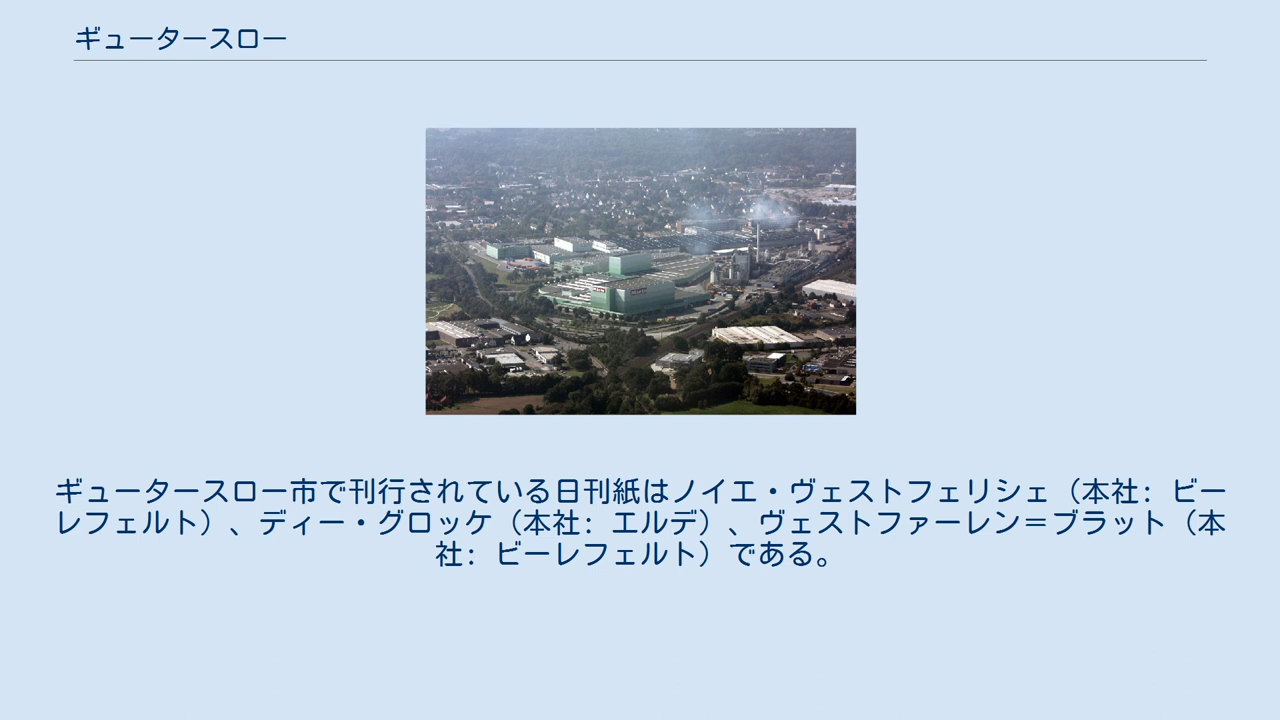 ギュータースロー
ギュータースロー市で刊行されている日刊紙はノイエ・ヴェストフェリシェ（本社: ビー
レフェルト）、ディー・グロッケ（本社: エルデ）、ヴェストファーレン＝ブラット（本
社: ビーレフェルト）である。